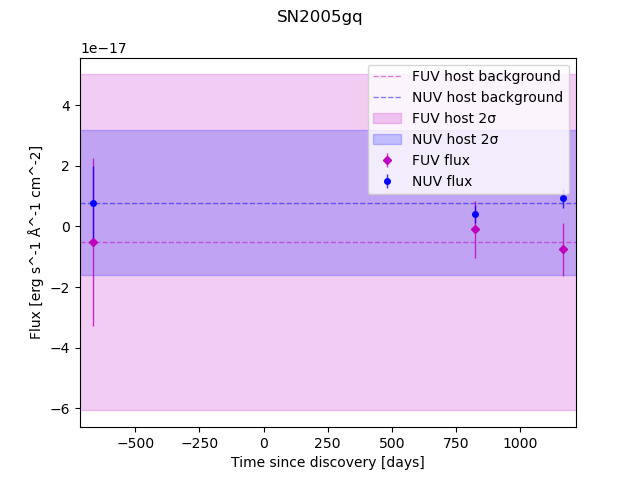 SN2005gq
1e−17
FUV host background
NUV host background
FUV host 2σ
NUV host 2σ
FUV flux
NUV flux
4
2
0
−2
−4
−6
Flux [erg s^-1 Å^-1 cm^-2]
−500
−250
0
250
500
750
1000
Time since discovery [days]